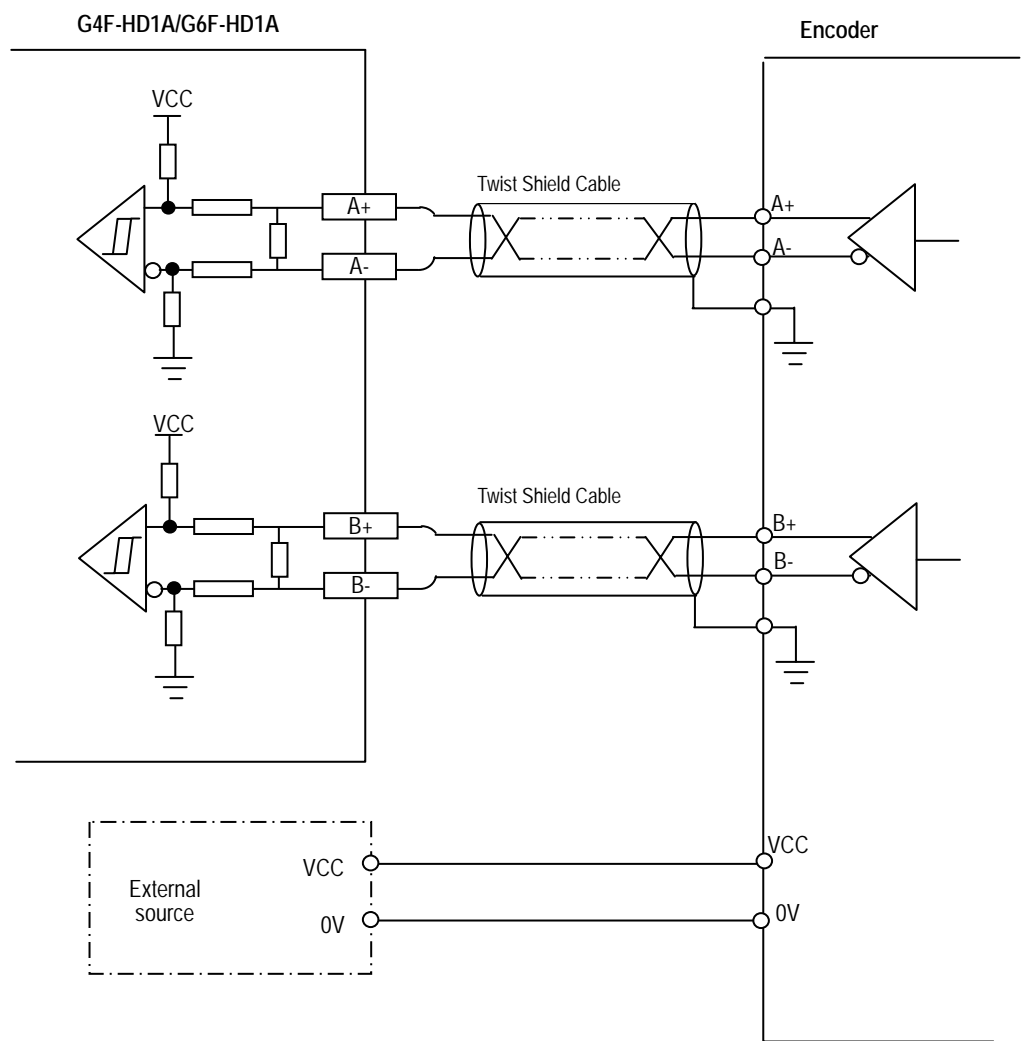 G4F-HD1A/G6F-HD1A
Encoder
VCC
Twist Shield Cable
A+
A+
A-
A-
VCC
Twist Shield Cable
B+
B+
B-
B-
VCC
VCC
External
source
0V
0V